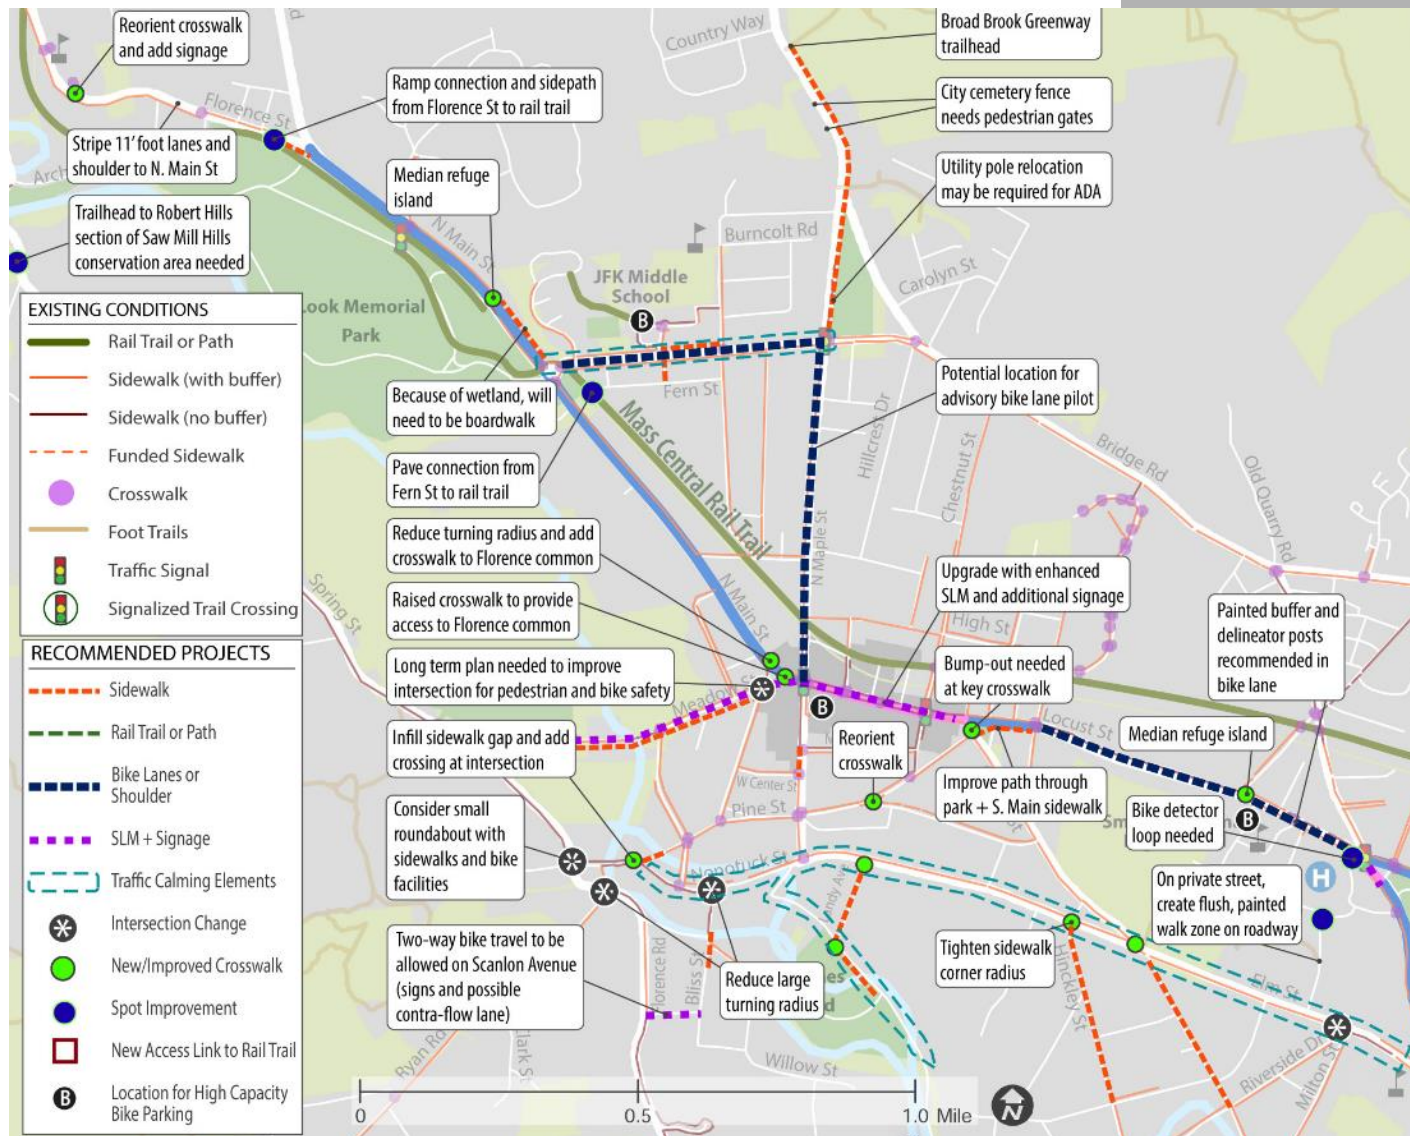 Reorient crosswalk
and add signage
Country Way
Broad Brook Greenway
trailhead
Ramp connection and sidepath
from Florence St to rail trail
City cemetery fence
needs pedestrian gates
Florence St
Stripe 11' foot lanes and
shoulder to N. Main St
Median refuge
island
Utility pole relocation
may be required for ADA
Trailhead to Robert Hills
section of Saw Mill Hills
conservation area needed
N Main St
Burncolt Rd
Carolyn St
JFK Middle
School
B
Look Memorial
Park
EXISTING CONDITIONS
Rail Trail or Path
Sidewalk (with buffer)
Sidewalk (no buffer)
Funded Sidewalk
Crosswalk
Foot Trails
Traffic Signal
Signalized Trail Crossing
Because of wetland, will
need to be boardwalk
Fern St
Potential location for
advisory bike lane pilot
Mass Central Rail Trail
Hillcrest Dr
Chestnut St
Bridge Rd
Old Quarry Rd
Pave connection from
Fern St to rail trail
N Maple St
Reduce turning radius and add
crosswalk to Florence common
Spring St
N Main St
Upgrade with enhanced
SLM and additional signage
Raised crosswalk to provide
access to Florence common
High St
Painted buffer and
delineator posts
recommended in
bike lane
Long term plan needed to improve
intersection for pedestrian and bike safety
Bump-out needed
at key crosswalk
Meadow St
B
Locust St
Infill sidewalk gap and add
crossing at intersection
Reorient
crosswalk
Median refuge island
W Center St
Improve path through
park + S. Main sidewalk
Pine St
Consider small
roundabout with
sidewalks and bike
facilities
Bike detector
loop needed
B
Nonotuck St
H
On private street,
create flush, painted
walk zone on roadway
Two-way bike travel to be
allowed on Scanlon Avenue
(signs and possible
contra-flow lane)
Florence Rd
Bliss St
Reduce large
turning radius
Tighten sidewalk
corner radius
Hinckley St
Elm St
Riverside Dr
Milton St
Willow St
Ryan Rd
Clark St
RECOMMENDED PROJECTS
Sidewalk
Rail Trail or Path
Bike Lanes or
Shoulder
SLM + Signage
Traffic Calming Elements
Intersection Change
New/Improved Crosswalk
Spot Improvement
New Access Link to Rail Trail
B
Location for High Capacity
Bike Parking
0
0.5
1.0 Mile
N